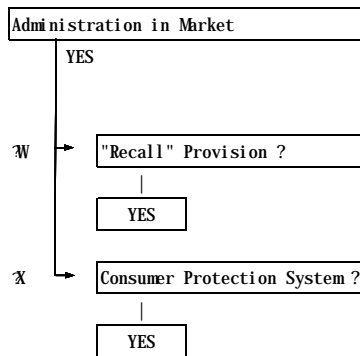 Administration in Market
YES
?W
"Recall" Provision ?
YES
?X
Consumer Protection System ?
YES